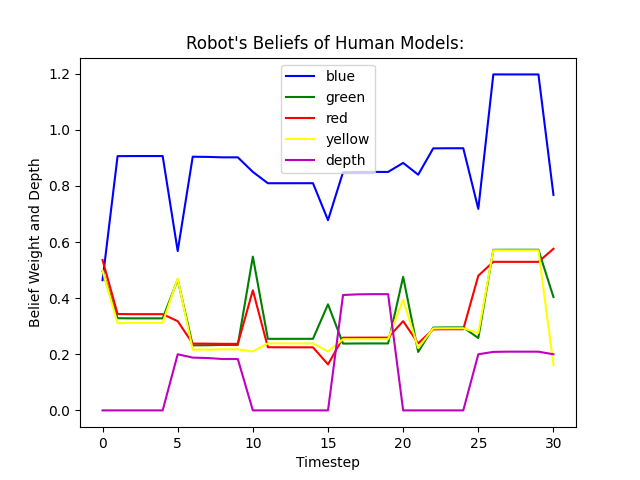 Robot's Beliefs of Human Models:
blue
green
red
yellow
depth
Belief Weight and Depth
1.2
1.0
0.8
0.6
0.4
0.2
0.0
0 5 10 15 20 25 30
Timestep